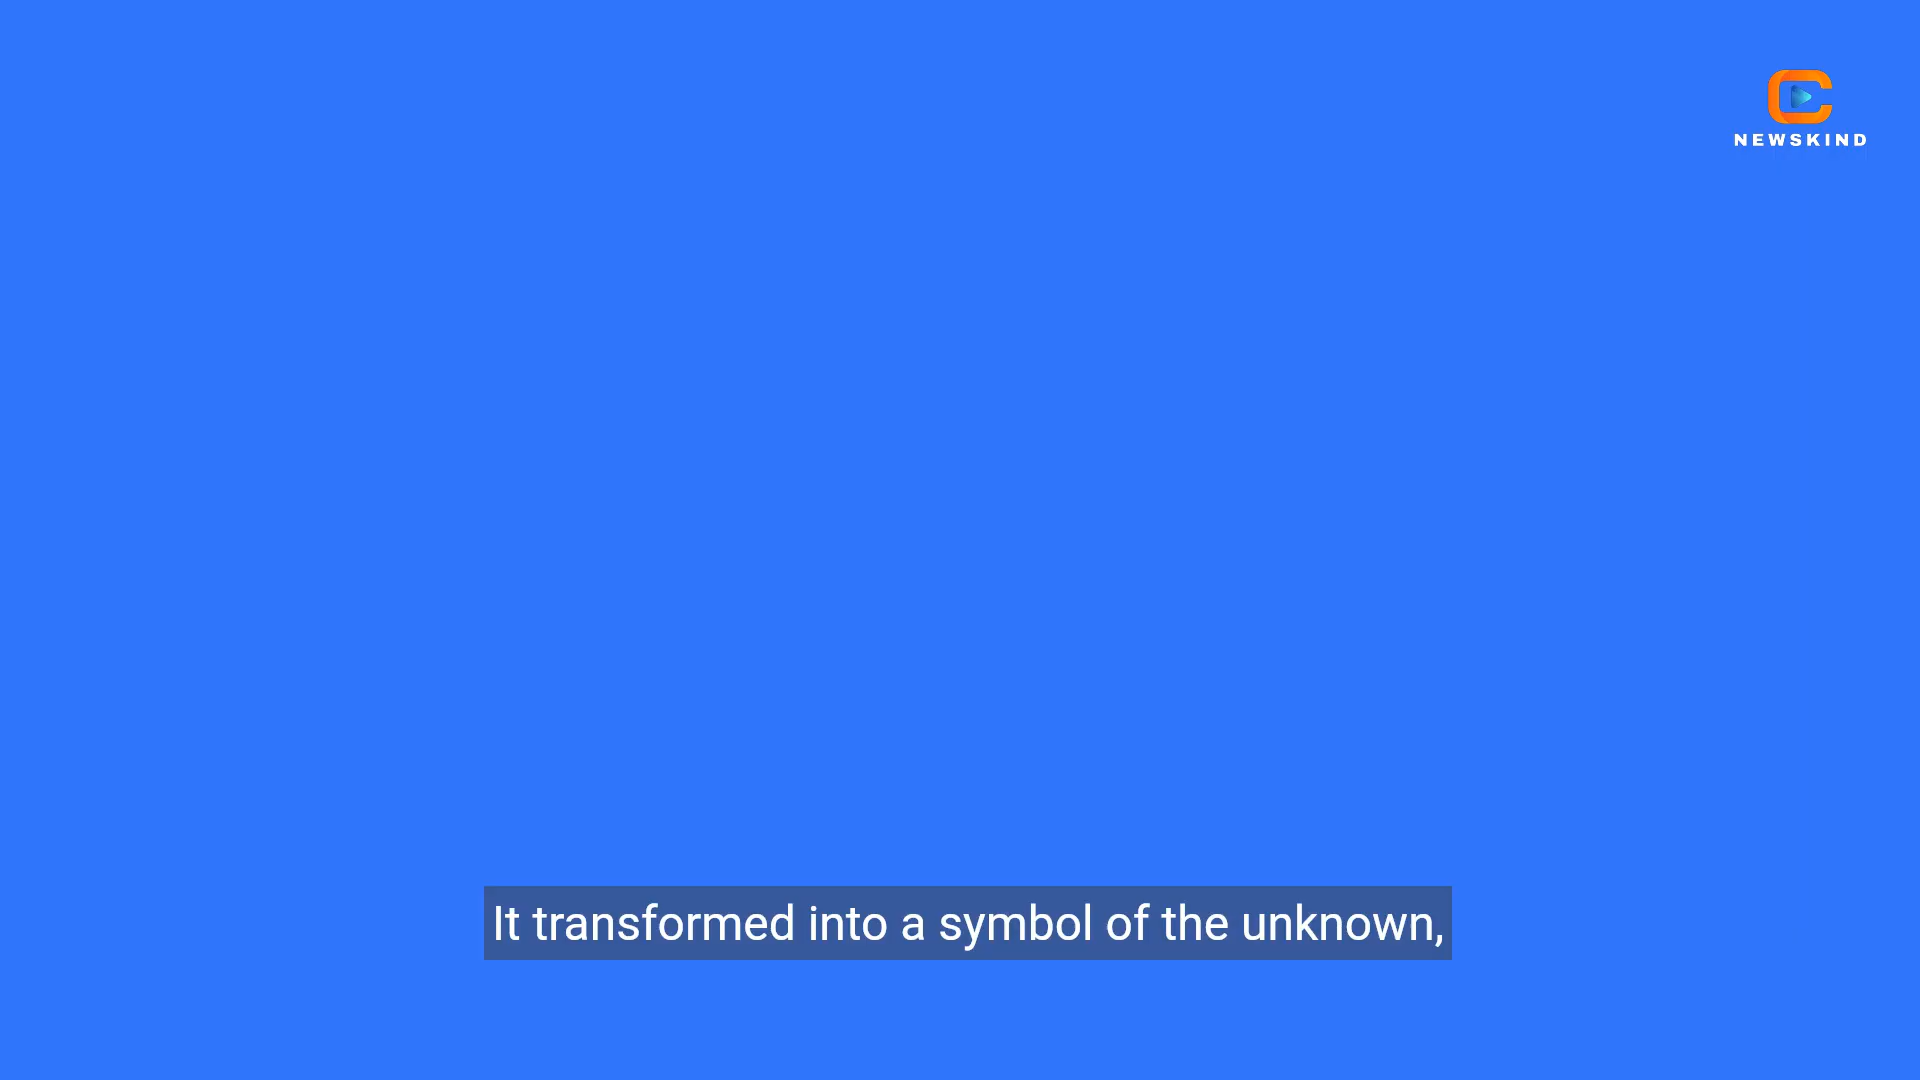 NEWSKIND
It transformed into a symbol of the unknown,